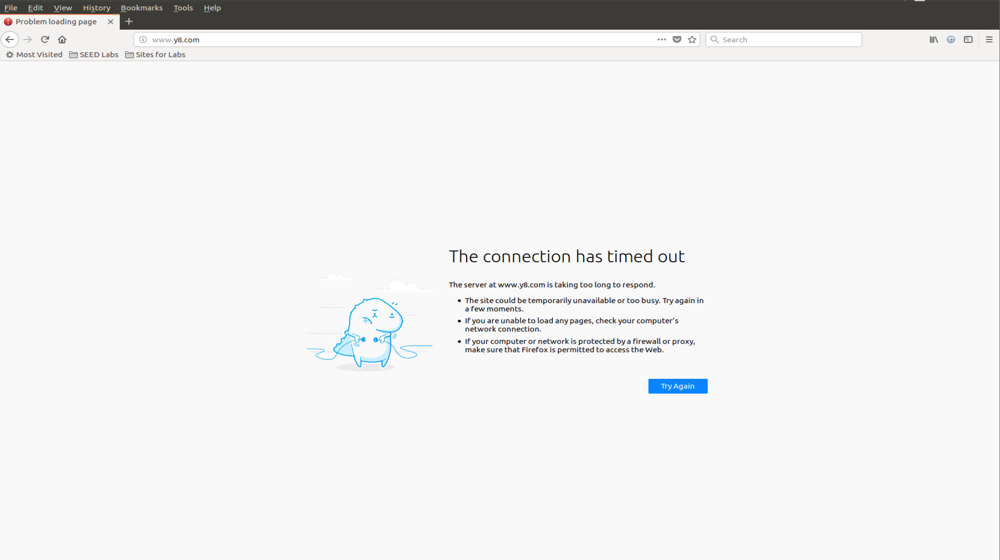 File Edit View History Bookmarks Tools Help
Problem loading page
www.y8.com
Search
Most Visited SEED Labs Sites for Labs
The connection has timed out
The server at www.y8.com is taking too long to respond.
The site could be temporarily unavailable or too busy. Try again in
a few moments.
If you are unable to load any pages, check your computer’s
network connection.
If your computer or network is protected by a firewall or proxy,
make sure that Firefox is permitted to access the Web.
Try Again